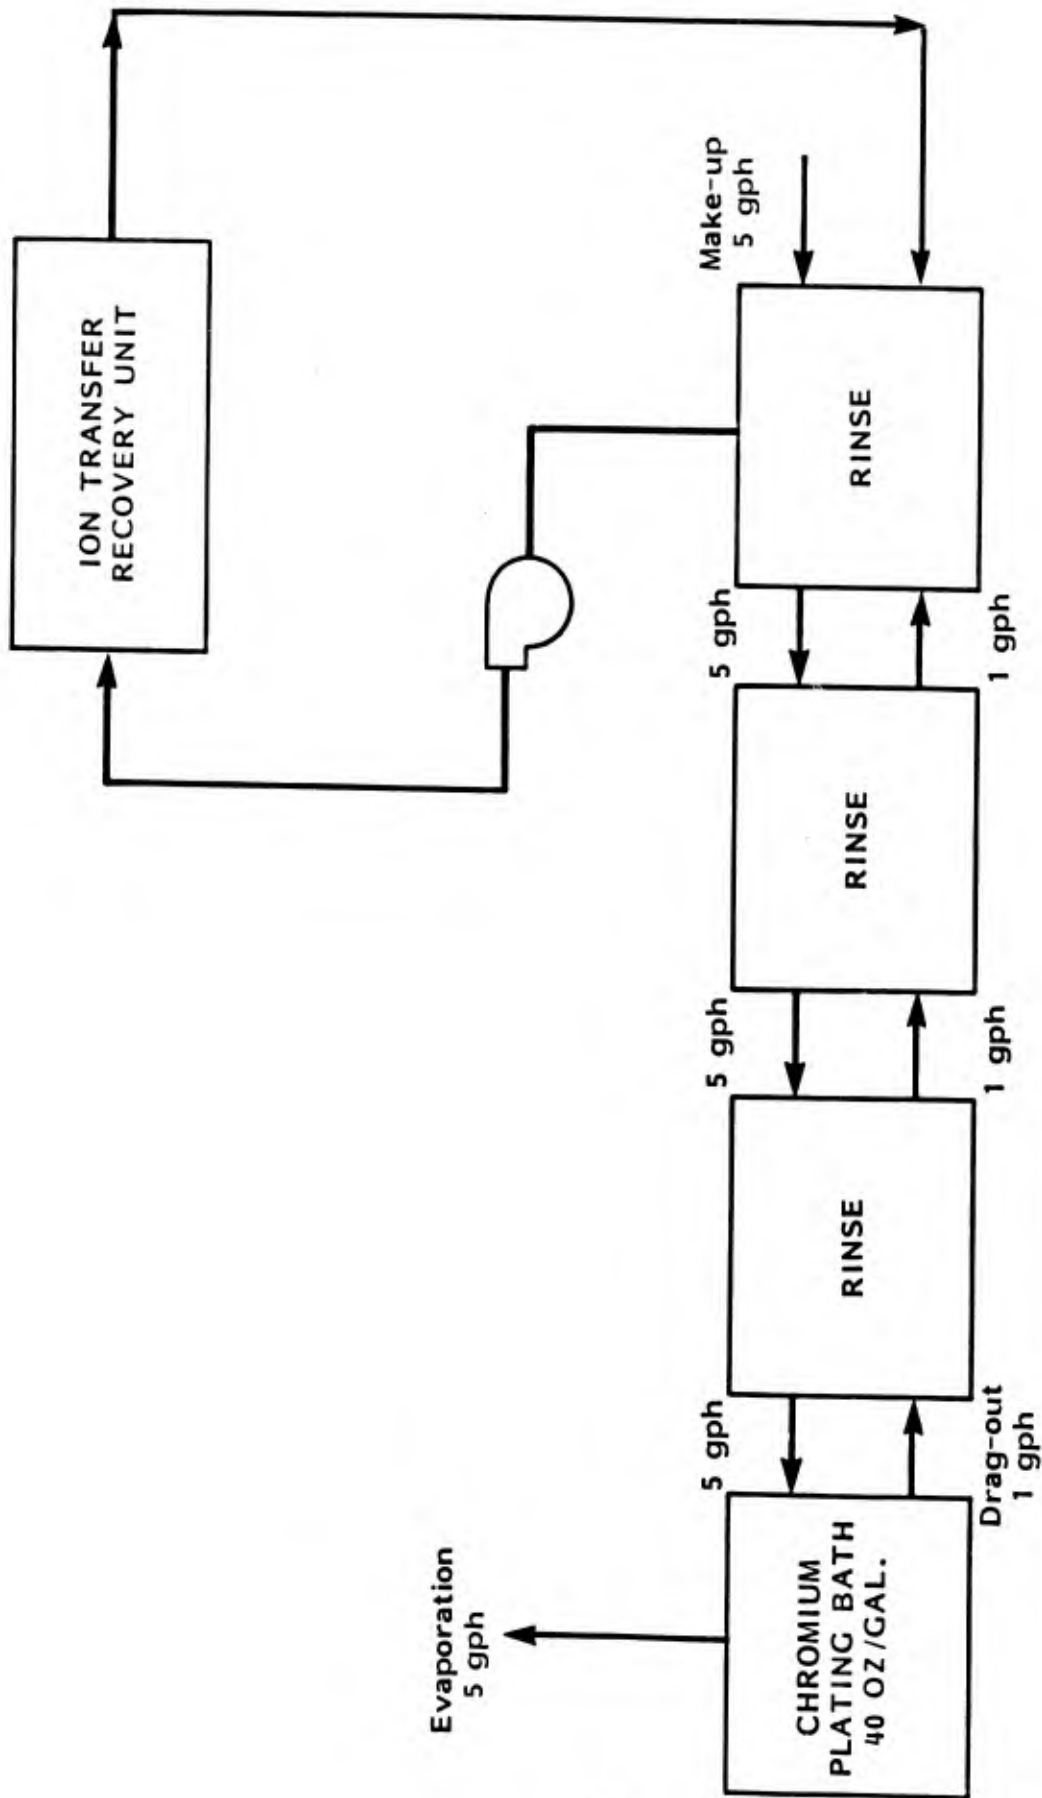 ION TRANSFER
RECOVERY UNIT
Evaporation
5 gph
CHROMIUM
PLATING BATH
40 OZ/GAL.
5 gph
Drag-out
1 gph
RINSE
5 gph
1 gph
RINSE
5 gph
1 gph
RINSE
Make-up
5 gph